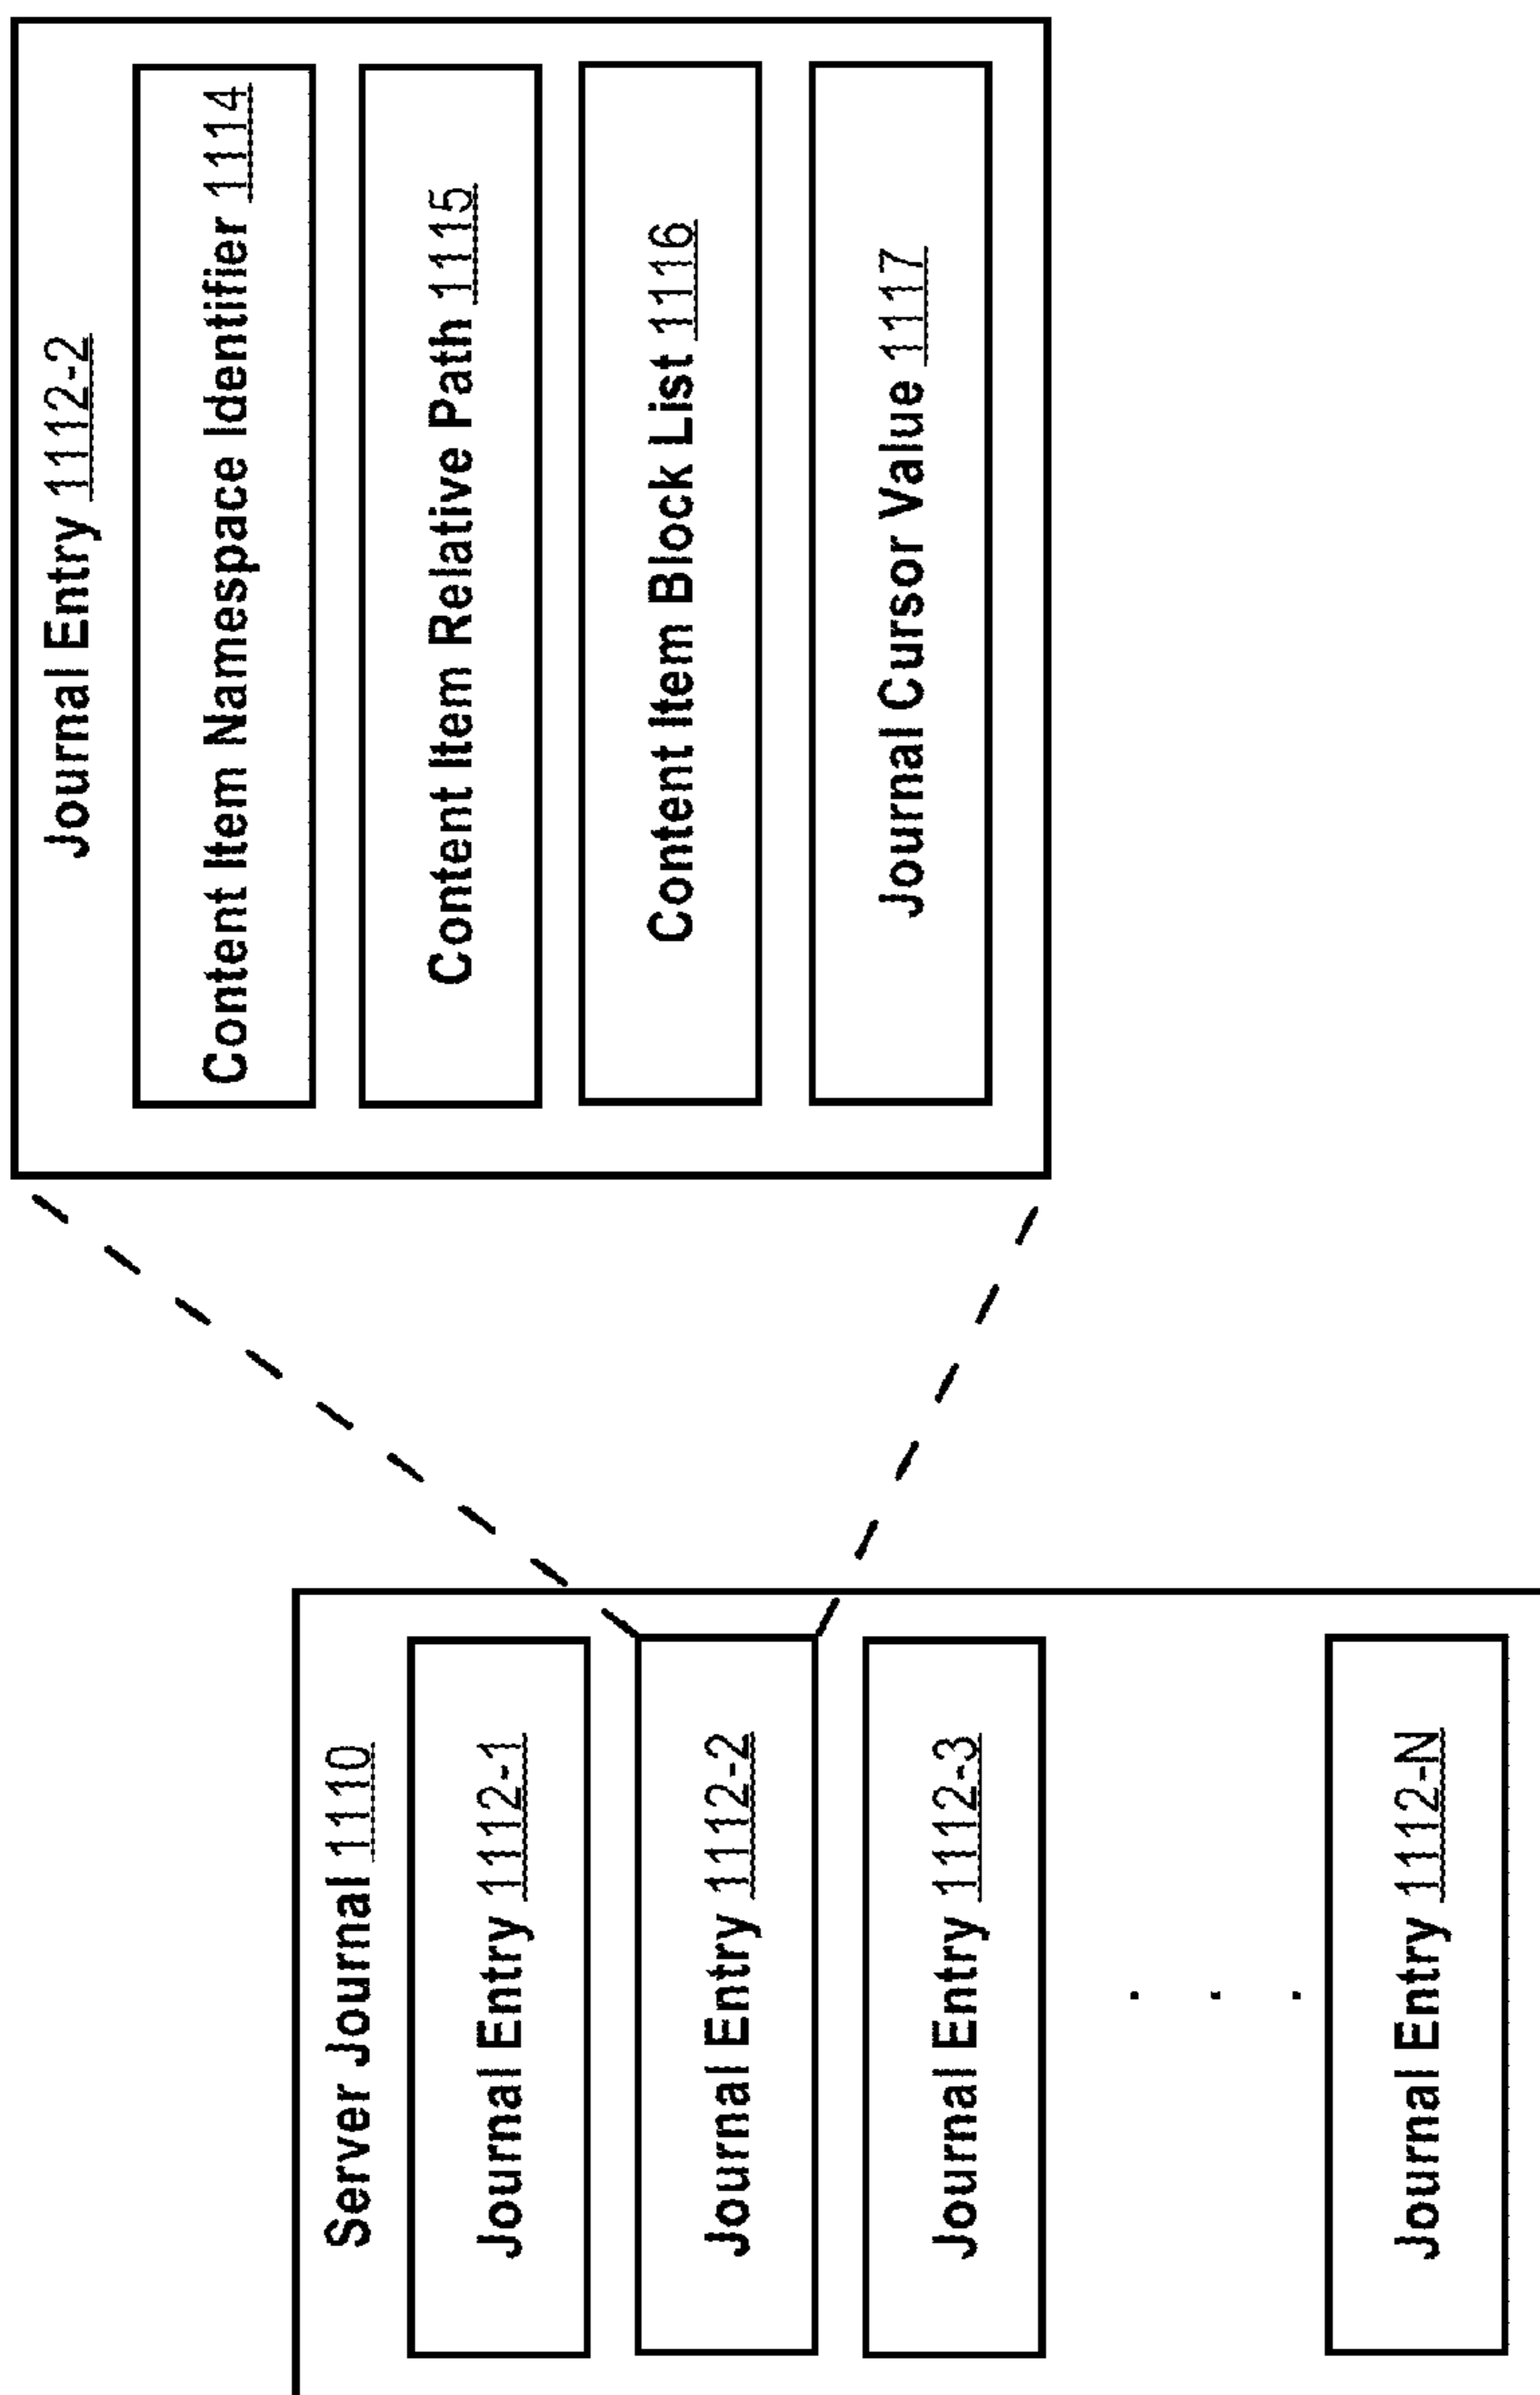 Server Journal 1110
Journal Entry 1112-1
Journal Entry 1112-2
Journal Entry 1112-3
. . .
Journal Entry 1112-N
Journal Entry 1112-2
Content Item Namespace Identifier 1114
Content Item Relative Path 1115
Content Item Block List 1116
Journal Cursor Value 1117